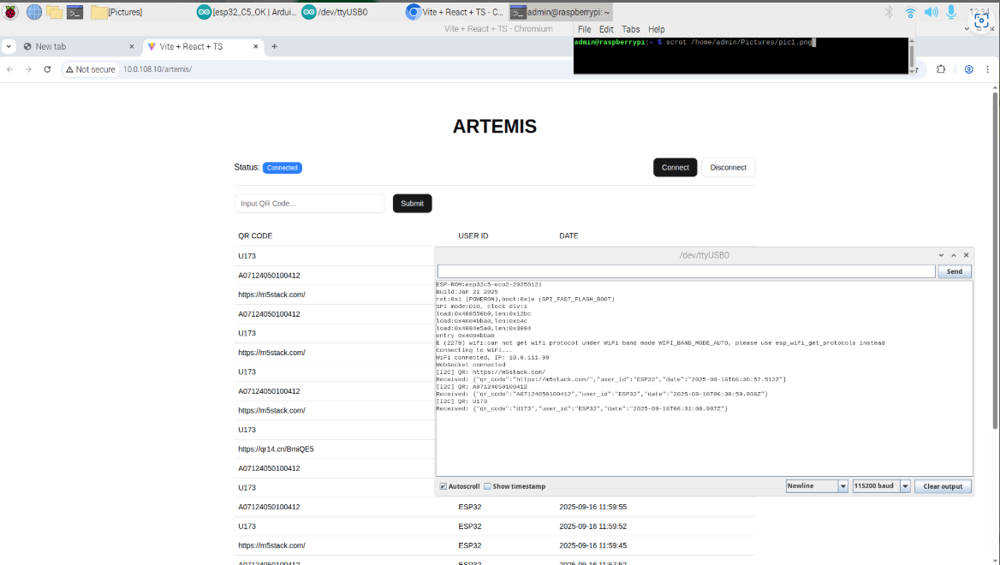 [Pictures]
[esp32_C5_OK | Ardui...
/dev/ttyUSB0
Vite + React + TS - C...
admin@raspberrypi: ~
12:34
Vite + React + TS - Chromium
File Edit Tabs Help
admin@raspberrypi:~ $ scrot /home/admin/Pictures/pic1.png
New tab
Vite + React + TS
Not secure
10.0.108.10/artemis/
ARTEMIS
Status: Connected
Connect
Disconnect
Input QR Code...
Submit
QR CODE USER ID DATE
U173
A07124050100412
https://m5stack.com/
A07124050100412
U173
https://m5stack.com/
U173
A07124050100412
https://m5stack.com/
U173
https://qr14.cn/BmiQE5
A07124050100412
U173
A07124050100412 ESP32 2025-09-16 11:59:55
U173 ESP32 2025-09-16 11:59:52
https://m5stack.com/ ESP32 2025-09-16 11:59:45
A07124050100412 ESP32 2025-09-16 11:57:52
/dev/ttyUSB0
Send
ESP-ROM:esp32c5-eco2-20250121
Build:Jan 21 2025
rst:0x1 (POWERON),boot:0x1e (SPI_FAST_FLASH_BOOT)
SPI mode:DIO, clock div:1
load:0x408550b0,len:0x12bc
load:0x4084bba0,len:0xc4c
load:0x4084e5a0,len:0x3094
entry 0x4084bba0
E (2278) wifi:can not get wifi protocol under WiFi band mode WIFI_BAND_MODE_AUTO, please use esp_wifi_get_protocols instead
Connecting to WiFi...
WiFi connected, IP: 10.0.111.99
WebSocket connected
[I2C] QR: https://m5stack.com/
Received: {"qr_code":"https://m5stack.com/","user_id":"ESP32","date":"2025-09-16T06:30:57.512Z"}
[I2C] QR: A07124050100412
Received: {"qr_code":"A07124050100412","user_id":"ESP32","date":"2025-09-16T06:30:59.906Z"}
[I2C] QR: U173
Received: {"qr_code":"U173","user_id":"ESP32","date":"2025-09-16T06:31:00.987Z"}
Autoscroll
Show timestamp
Newline
115200 baud
Clear output